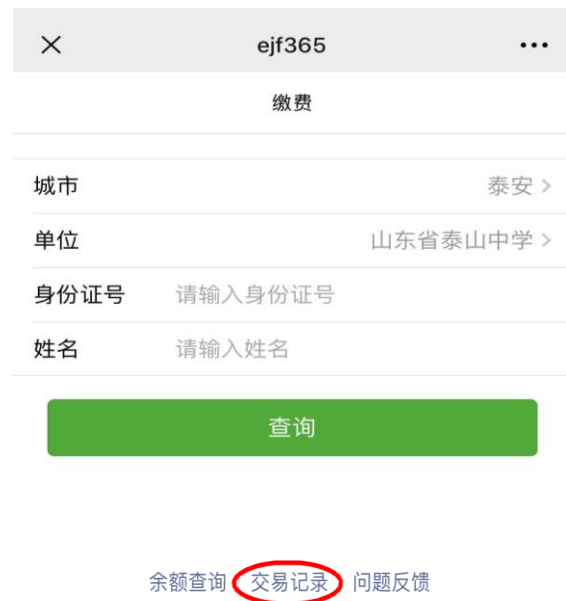 ejf365
缴费
城市 泰安
单位 山东省泰山中学
身份证号 请输入身份证号
姓名 请输入姓名
查询
余额查询 交易记录 问题反馈